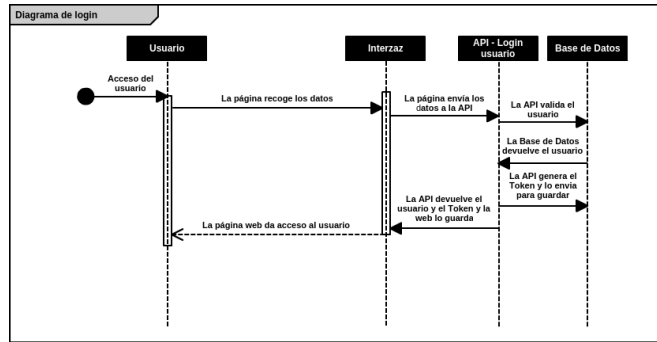 Diagrama de login
Usuario
Interzaz
API - Login
usuario
Base de Datos
Acceso del
usuario
La página recoge los datos
La página envía los
datos a la API
La API valida el
usuario
La Base de Datos
devuelve el usuario
La API genera el
Token y lo envia
para guardar
La API devuelve el
usuario y el Token y la
web lo guarda
La página web da acceso al usuario